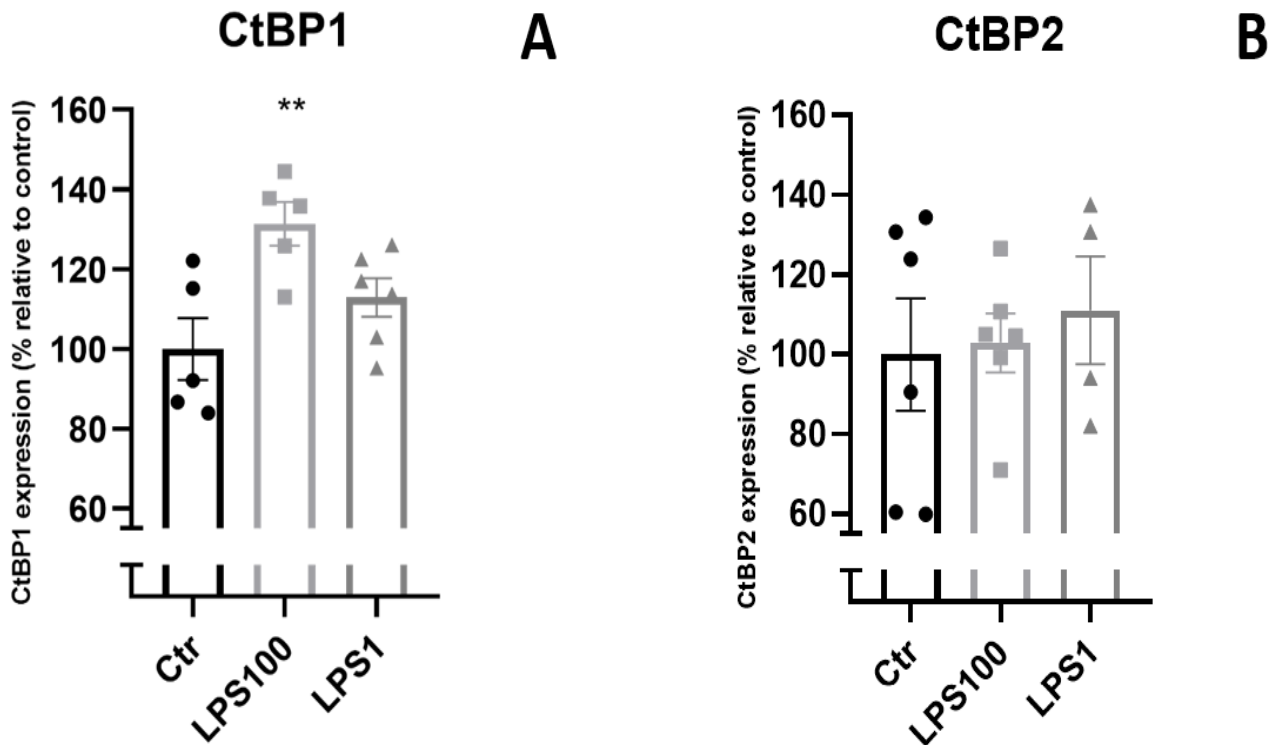 CtBP1
A
CtBP1 expression (% relative to control)
160
140
120
100
80
60
**
Ctr
LPS100
LPS1
CtBP2
B
CtBP2 expression (% relative to control)
160
140
120
100
80
60
Ctr
LPS100
LPS1